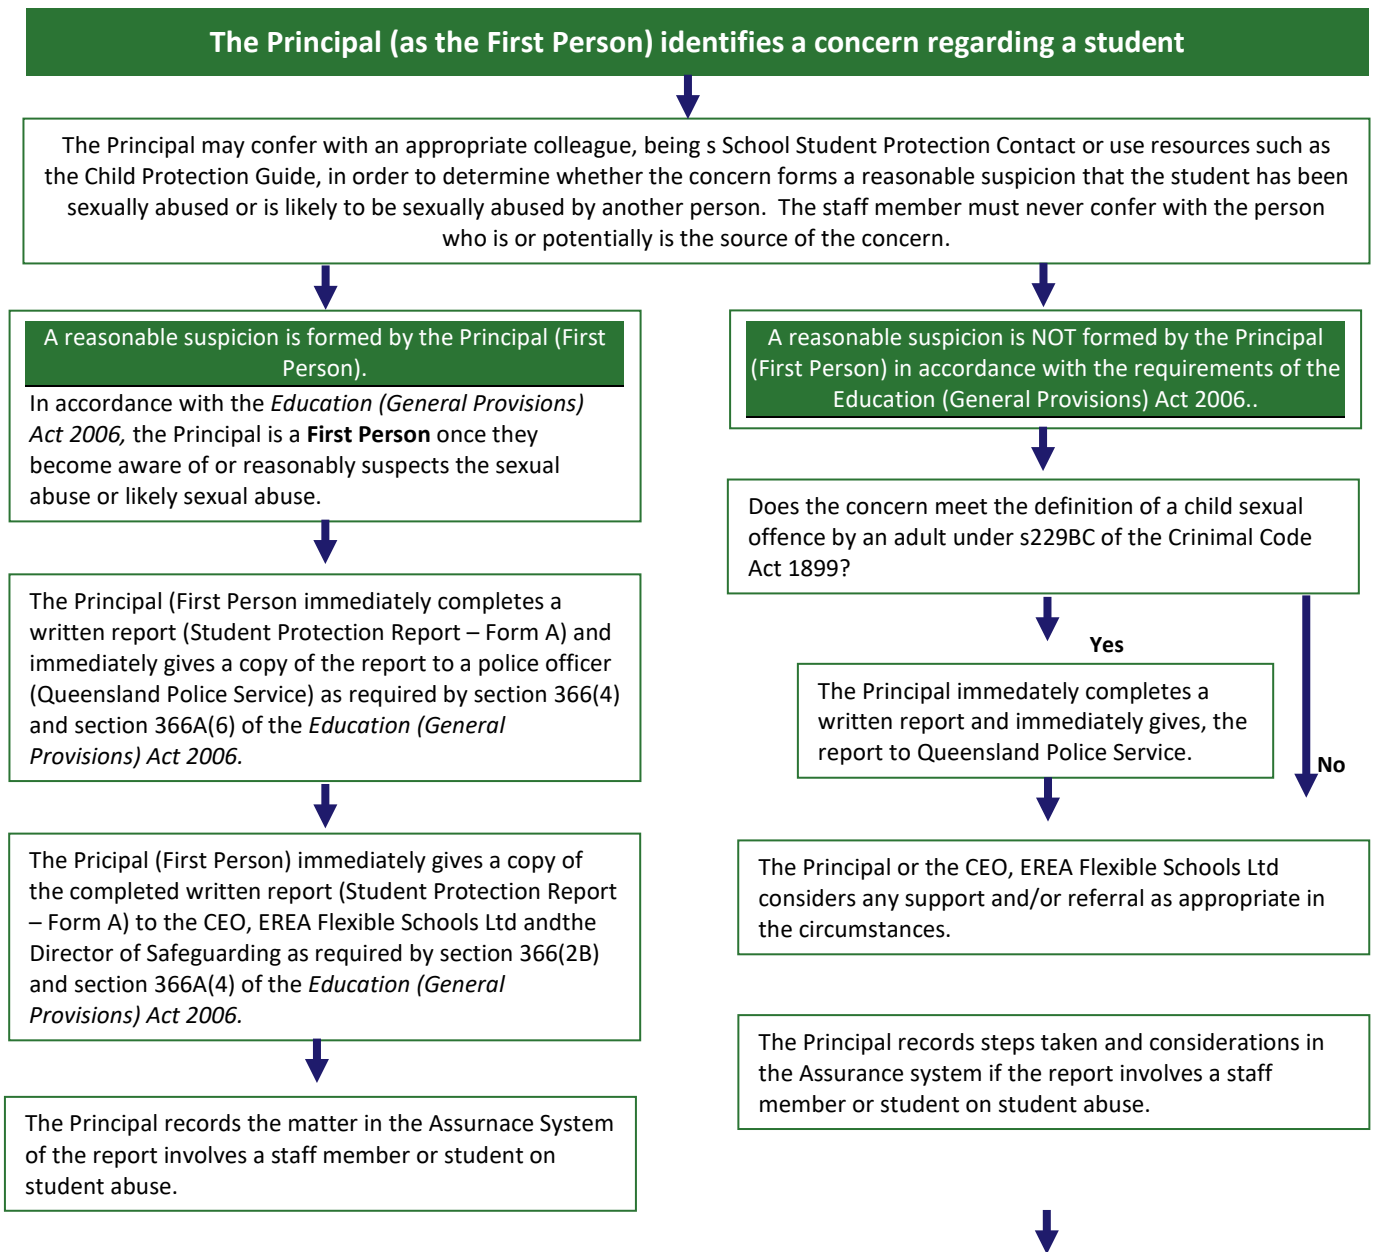 The Principal (as the First Person) identifies a concern regarding a student
The Principal may confer with an appropriate colleague, being s School Student Protection Contact or use resources such as
the Child Protection Guide, in order to determine whether the concern forms a reasonable suspicion that the student has been
sexually abused or is likely to be sexually abused by another person.  The staff member must never confer with the person
who is or potentially is the source of the concern.
A reasonable suspicion is formed by the Principal (First
Person).
In accordance with the Education (General Provisions)
Act 2006, the Principal is a First Person once they
become aware of or reasonably suspects the sexual
abuse or likely sexual abuse.
The Principal (First Person immediately completes a
written report (Student Protection Report – Form A) and
immediately gives a copy of the report to a police officer
(Queensland Police Service) as required by section 366(4)
and section 366A(6) of the Education (General
Provisions) Act 2006.
The Pricipal (First Person) immediately gives a copy of
the completed written report (Student Protection Report
– Form A) to the CEO, EREA Flexible Schools Ltd andthe
Director of Safeguarding as required by section 366(2B)
and section 366A(4) of the Education (General
Provisions) Act 2006.
The Principal records the matter in the Assurnace System
of the report involves a staff member or student on
student abuse.
A reasonable suspicion is NOT formed by the Principal
(First Person) in accordance with the requirements of the
Education (General Provisions) Act 2006..
Does the concern meet the definition of a child sexual
offence by an adult under s229BC of the Crinimal Code
Act 1899?
Yes
The Principal immedately completes a
written report and immediately gives, the
report to Queensland Police Service.
No
The Principal or the CEO, EREA Flexible Schools Ltd
considers any support and/or referral as appropriate in
the circumstances.
The Principal records steps taken and considerations in
the Assurance system if the report involves a staff
member or student on student abuse.